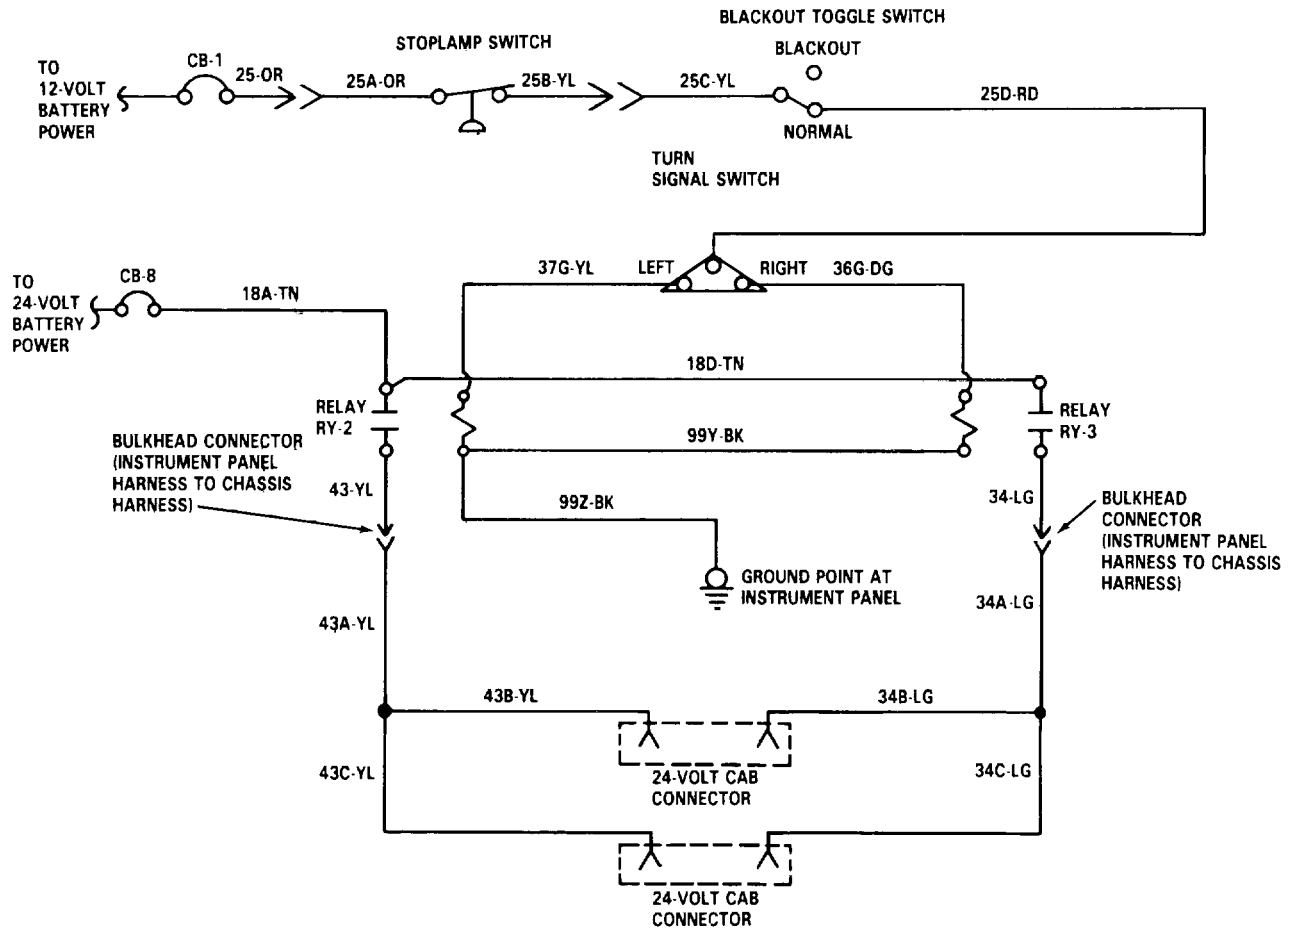 BLACKOUT TOGGLE SWITCH
STOPLAMP SWITCH
BLACKOUT
TO
12-VOLT
BATTERY
POWER
CB-1
25-OR
25A-OR
25B-YL
25C-YL
25D-RD
NORMAL
TURN
SIGNAL SWITCH
TO
24-VOLT
BATTERY
POWER
CB-8
18A-TN
37G-YL
LEFT
RIGHT
36G-DG
18D-TN
RELAY
RY-2
RELAY
RY-3
99Y-BK
BULKHEAD CONNECTOR
(INSTRUMENT PANEL
HARNESS TO CHASSIS
HARNESS)
43-YL
99Z-BK
34-LG
BULKHEAD
CONNECTOR
(INSTRUMENT PANEL
HARNESS TO CHASSIS
HARNESS)
GROUND POINT AT
INSTRUMENT PANEL
43A-YL
34A-LG
43B-YL
34B-LG
43C-YL
24-VOLT CAB
CONNECTOR
34C-LG
24-VOLT CAB
CONNECTOR